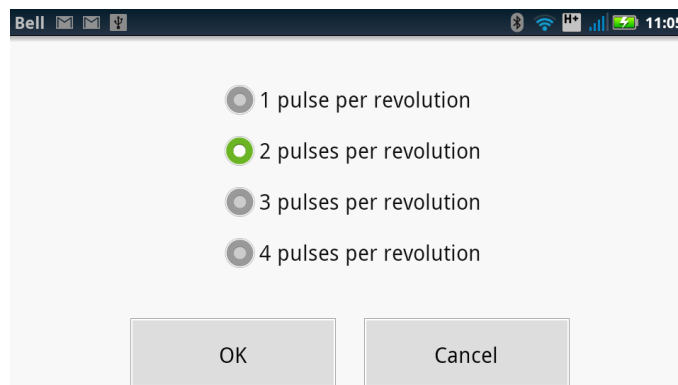 Bell H+ 11:05
1 pulse per revolution
2 pulses per revolution
3 pulses per revolution
4 pulses per revolution
OK Cancel